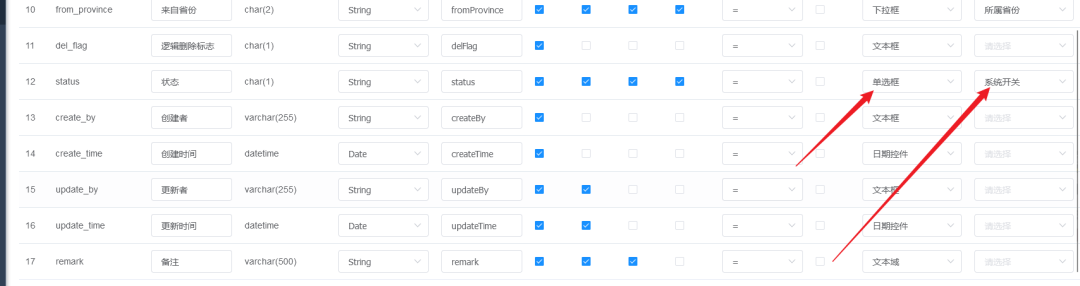 10 from_province 来自省份 char(2) String fromProvince = 下拉框 所属省份
11 del_flag 逻辑删除标志 char(1) String delFlag = 文本框 请选择
12 status 状态 char(1) String status = 单选框 系统开关
13 create_by 创建者 varchar(255) String createBy = 文本框 请选择
14 create_time 创建时间 datetime Date createTime = 日期控件 请选择
15 update_by 更新者 varchar(255) String updateBy = 文本框 请选择
16 update_time 更新时间 datetime Date updateTime = 日期控件 请选择
17 remark 备注 varchar(500) String remark = 文本域 请选择